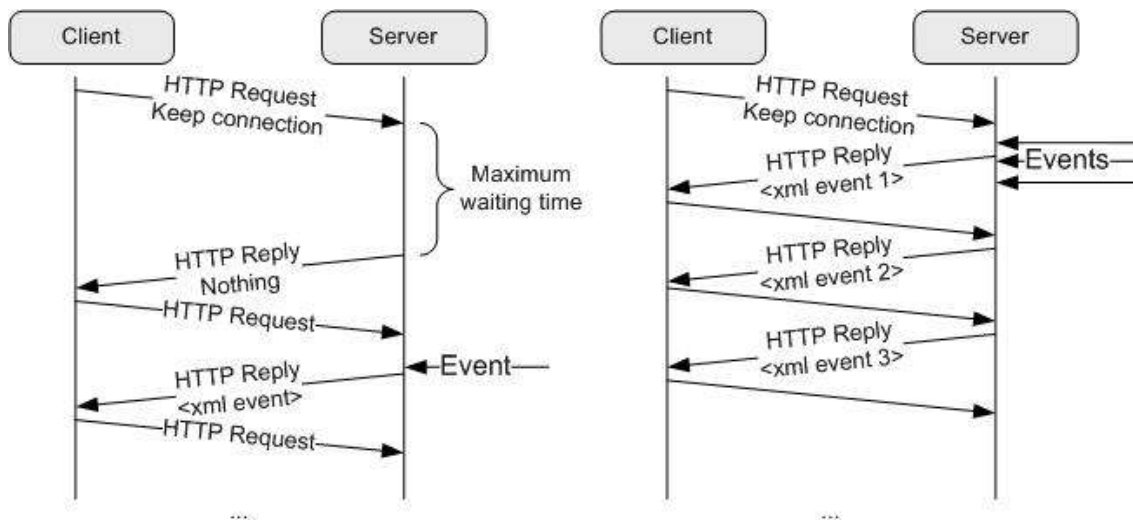 Client
Server
HTTP Request
Keep connection
Maximum
waiting time
HTTP Reply
Nothing
HTTP Request
Event
HTTP Reply
<xml event>
HTTP Request
...
Client
Server
HTTP Request
Keep connection
Events
HTTP Reply
<xml event 1>
HTTP Reply
<xml event 2>
HTTP Reply
<xml event 3>
...